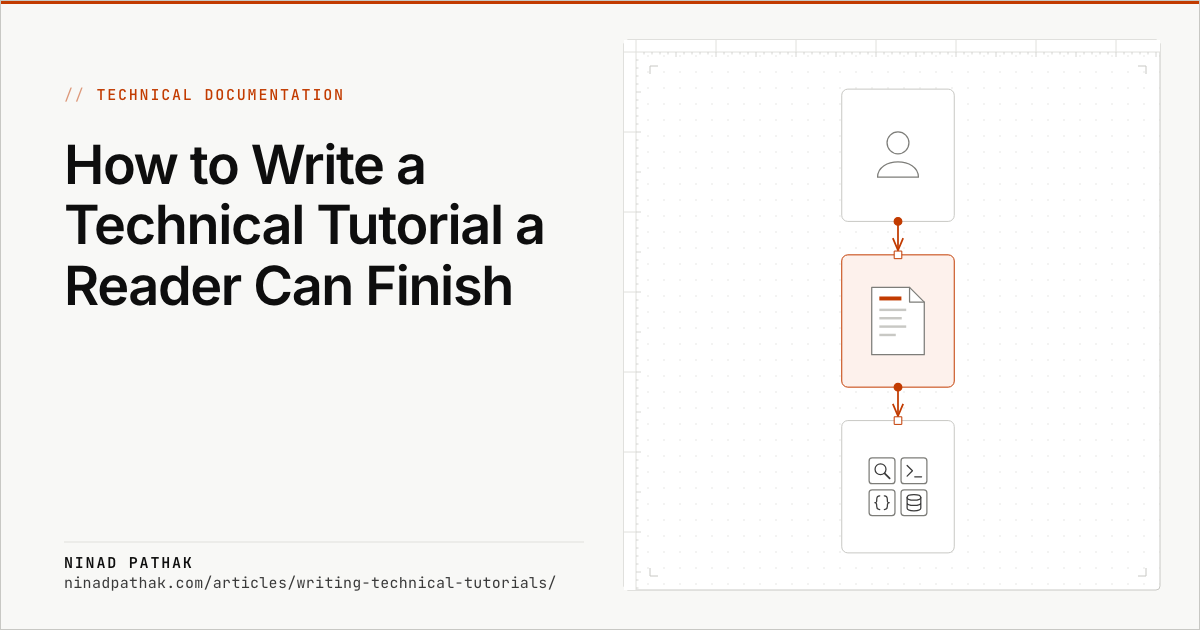 // TECHNICAL DOCUMENTATION
How to Write a
Technical Tutorial a
Reader Can Finish
NINAD PATHAK
ninadpathak.com/articles/writing-technical-tutorials/